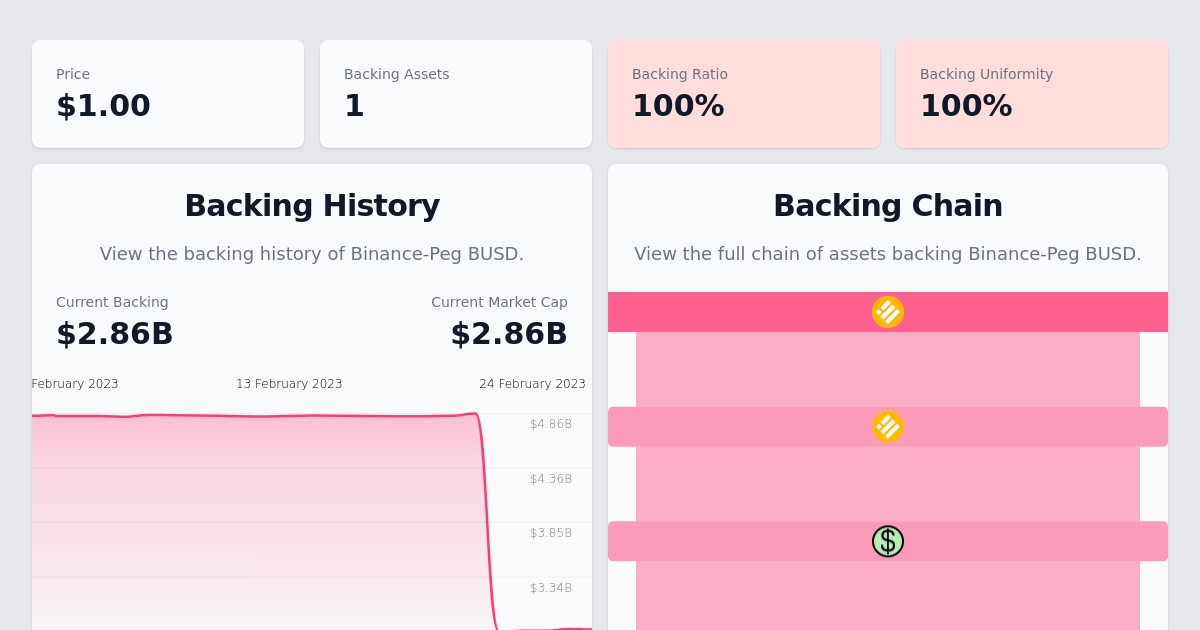 Price
$1.00
Backing Assets
1
Backing Ratio
100%
Backing Uniformity
100%
Backing History
View the backing history of Binance-Peg BUSD.
Current Backing
$2.86B
Current Market Cap
$2.86B
February 2023
13 February 2023
24 February 2023
$4.86B
$4.36B
$3.85B
$3.34B
Backing Chain
View the full chain of assets backing Binance-Peg BUSD.
$